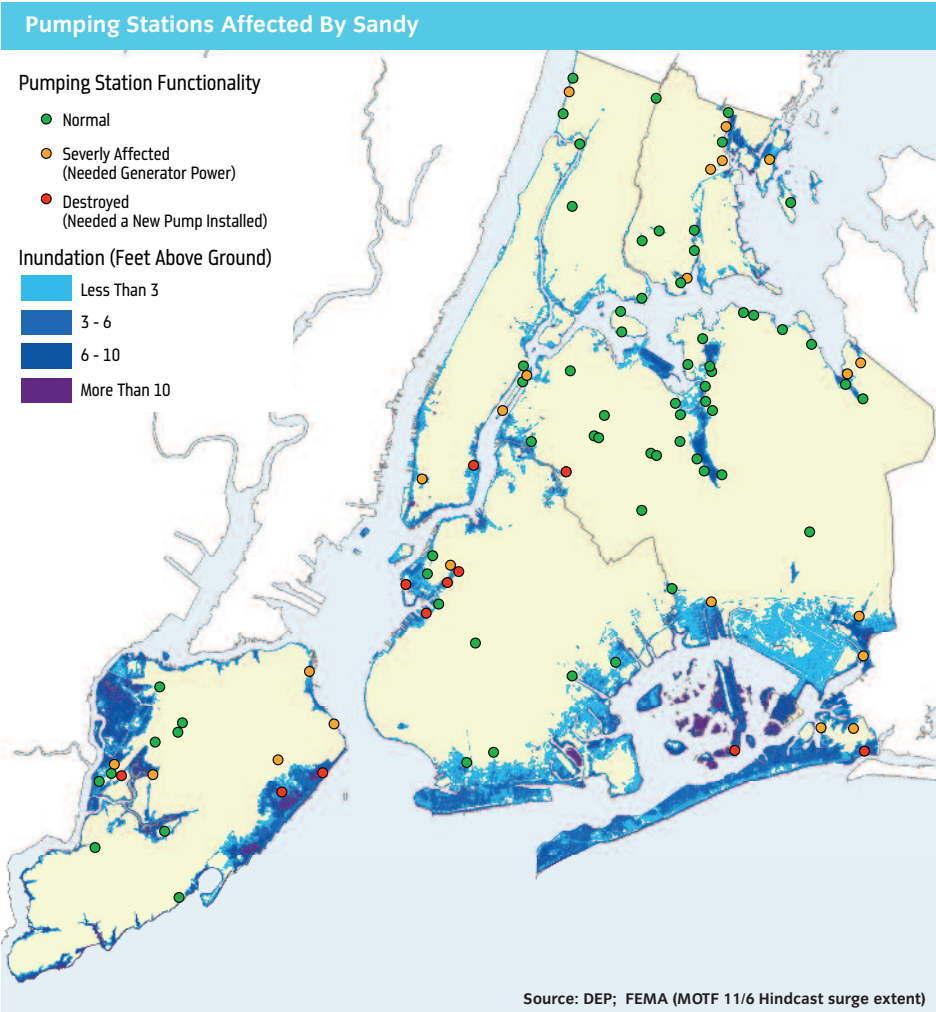 Pumping Stations Affected By Sandy
Pumping Station Functionality
Normal
Severly Affected
(Needed Generator Power)
Destroyed
(Needed a New Pump Installed)
Inundation (Feet Above Ground)
Less Than 3
3 - 6
6 - 10
More Than 10
Source: DEP; FEMA (MOTF 11/6 Hindcast surge extent)